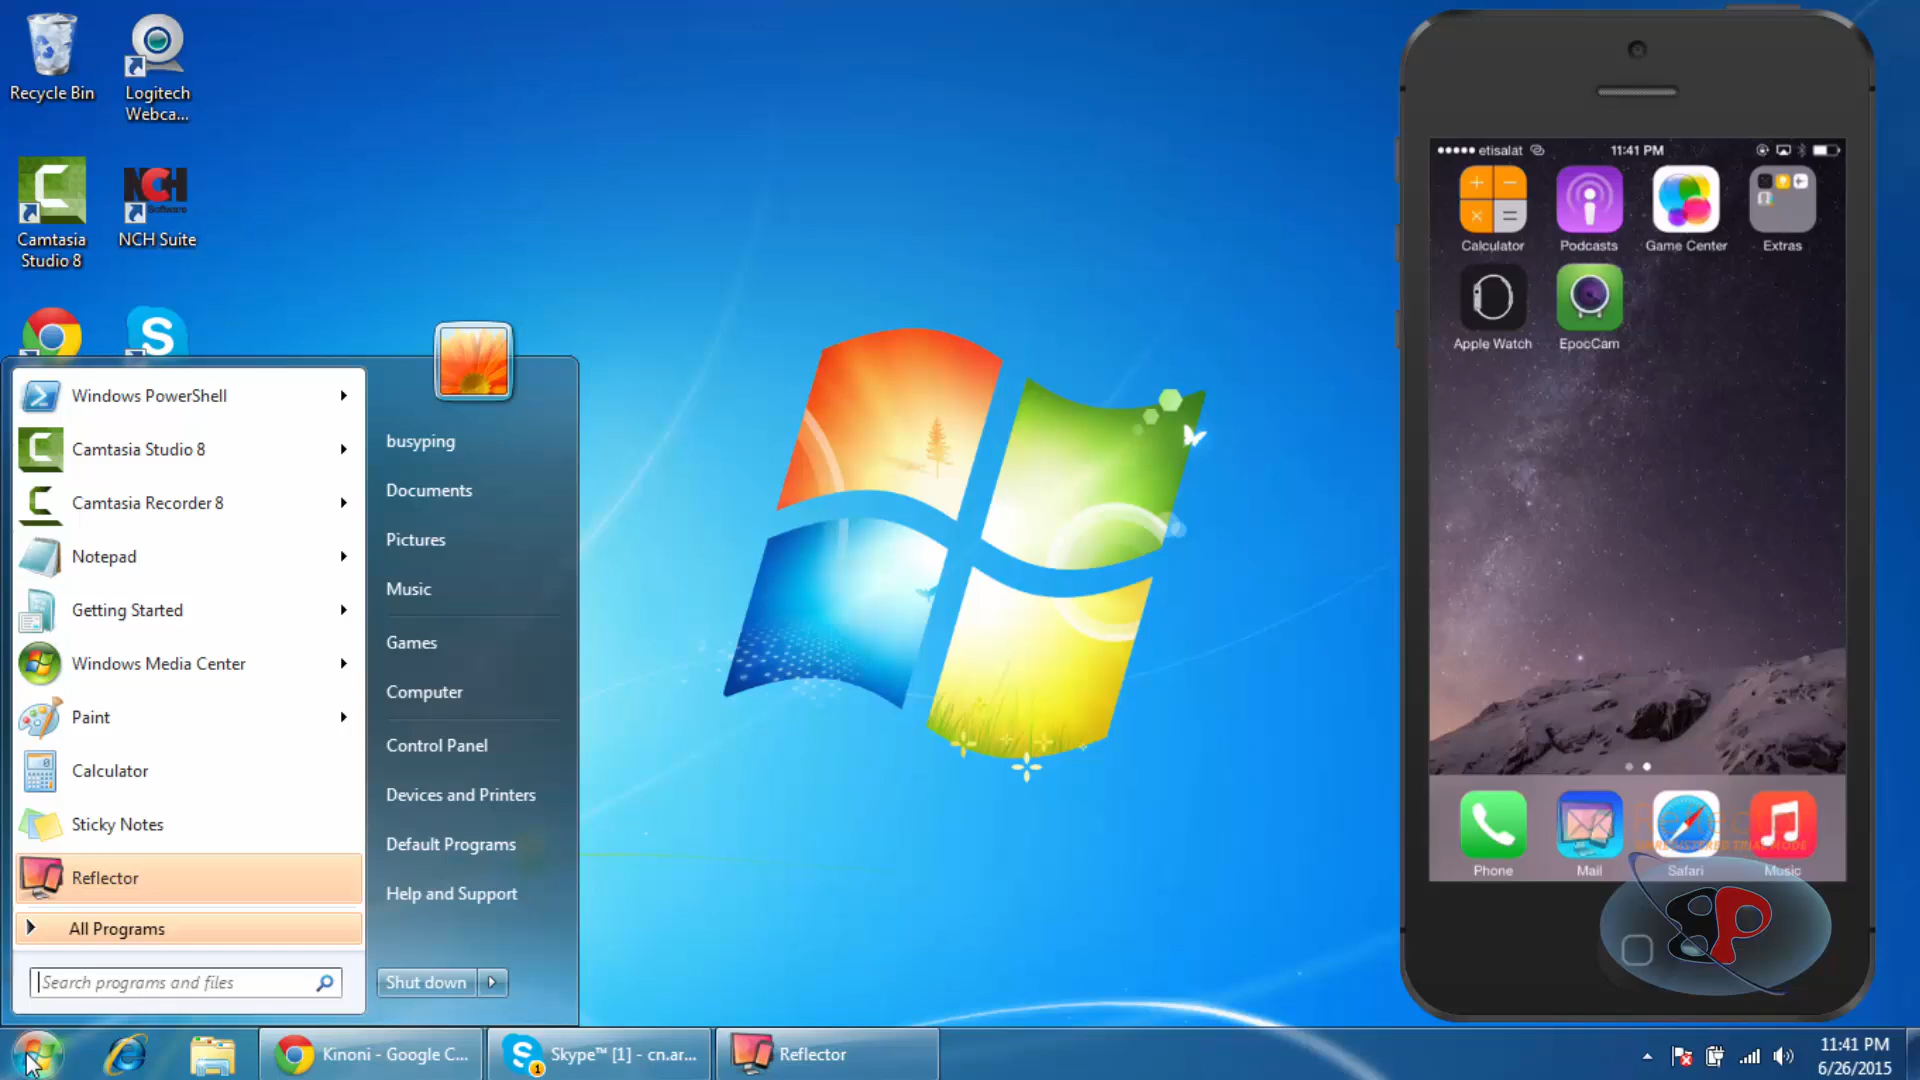 Recycle Bin
Logitech
Webca...
Camtasia
Studio 8
NCH
Software
NCH Suite
S
Windows PowerShell
Camtasia Studio 8
Camtasia Recorder 8
Notepad
Getting Started
Windows Media Center
Paint
Calculator
Sticky Notes
Reflector
All Programs
Search programs and files
busyping
Documents
Pictures
Music
Games
Computer
Control Panel
Devices and Printers
Default Programs
Help and Support
Shut down
etisalat
11:41 PM
Calculator
Podcasts
Game Center
Extras
Apple Watch
EpocCam
Phone
Mail
Safari
Music
Kinoni - Google C...
Skype™ [1] - cn.ar...
1
Reflector
11:41 PM
6/26/2015